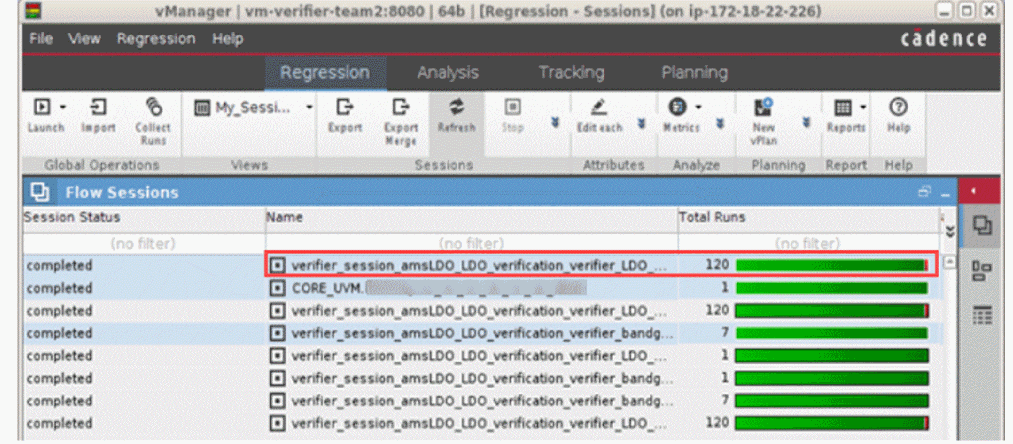 vManager | vm-verifier-team2:8080 | 64b | [Regression - Sessions] (on ip-172-18-22-226)
File View Regression Help
cādence
Regression Analysis Tracking Planning
Launch Import Collect Runs My_Sessi... Export Export Merge Refresh Stop Edit each Metrics New vPlan Reports Help
Global Operations Views Sessions Attributes Analyze Planning Report Help
Flow Sessions
Session Status Name Total Runs
(no filter) (no filter) (no filter)
completed verifier_session_amsLDO_LDO_verification_verifier_LDO_... 120
completed CORE_UVM. 1
completed verifier_session_amsLDO_LDO_verification_verifier_LDO_... 120
completed verifier_session_amsLDO_LDO_verification_verifier_bandg... 7
completed verifier_session_amsLDO_LDO_verification_verifier_LDO_... 1
completed verifier_session_amsLDO_LDO_verification_verifier_bandg... 1
completed verifier_session_amsLDO_LDO_verification_verifier_bandg... 7
completed verifier_session_amsLDO_LDO_verification_verifier_LDO_... 120